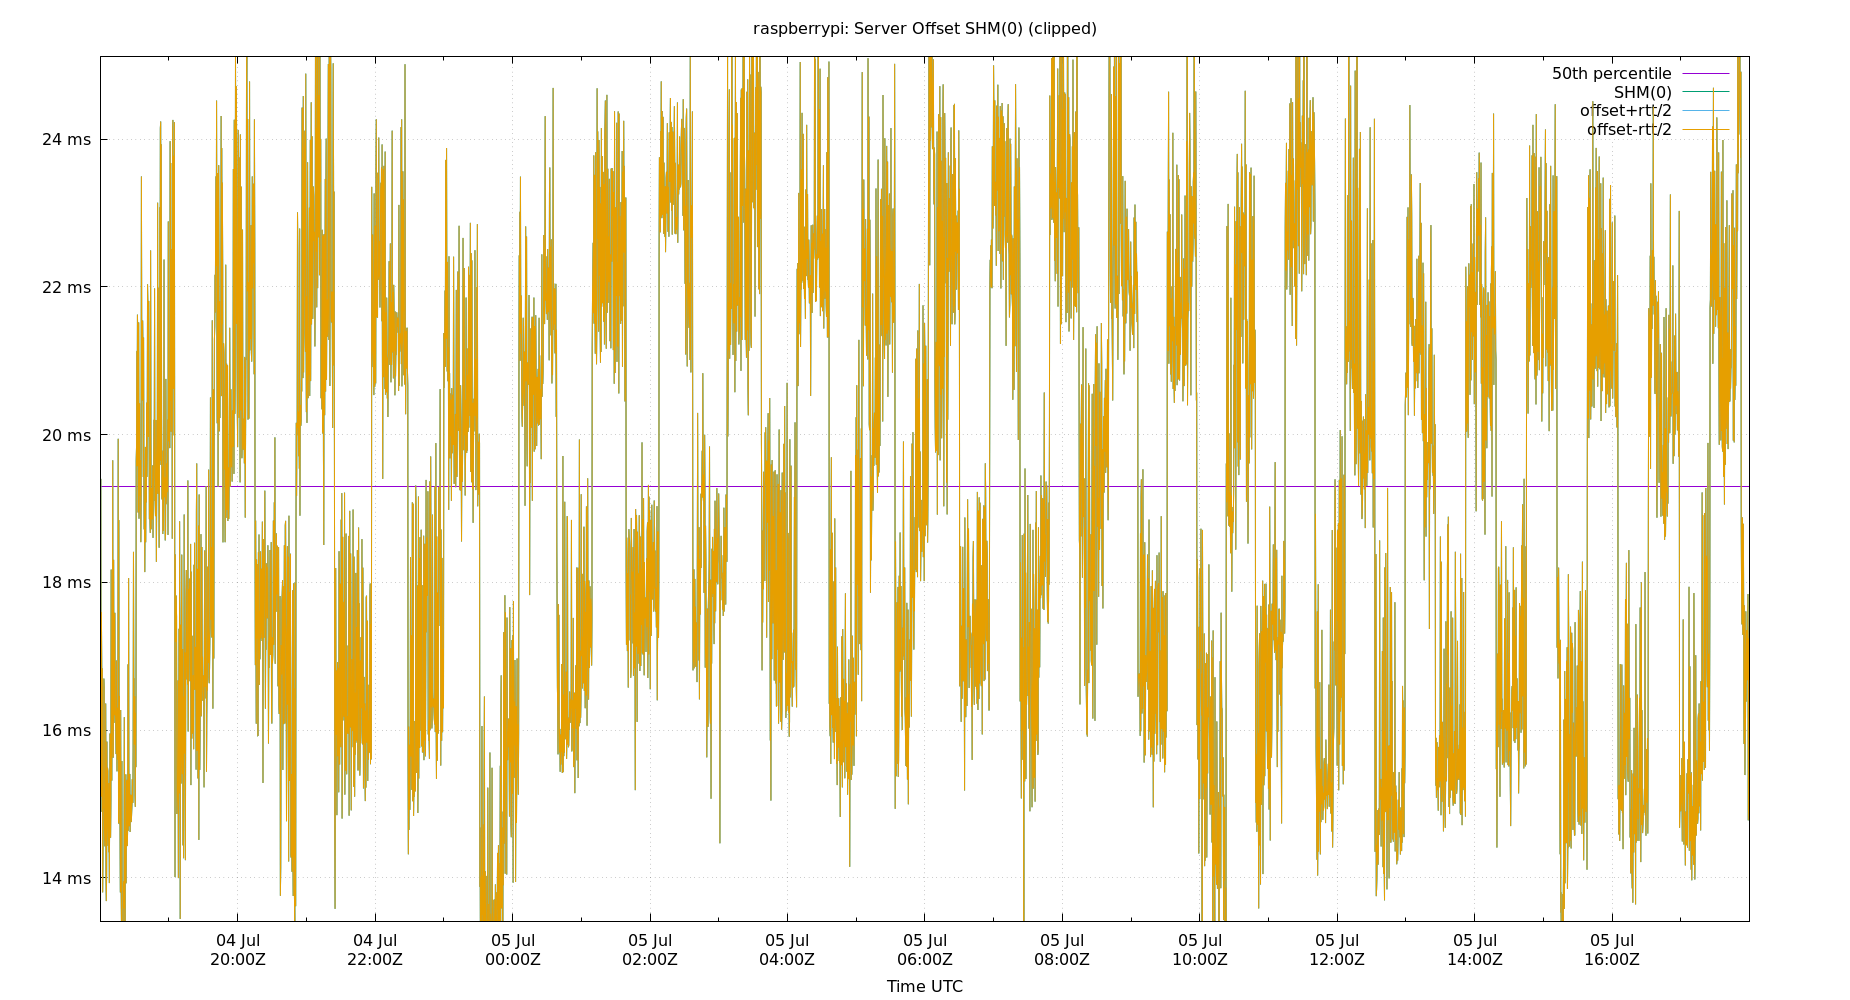 raspberrypi: Server Offset SHM(0) (clipped)
50th percentile
SHM(0)
offset+rtt/2
offset-rtt/2
24 ms
22 ms
20 ms
18 ms
16 ms
14 ms
04 Jul 04 Jul 05 Jul 05 Jul 05 Jul 05 Jul 05 Jul 05 Jul 05 Jul 05 Jul 05 Jul
20:00Z 22:00Z 00:00Z 02:00Z 04:00Z 06:00Z 08:00Z 10:00Z 12:00Z 14:00Z 16:00Z
Time UTC